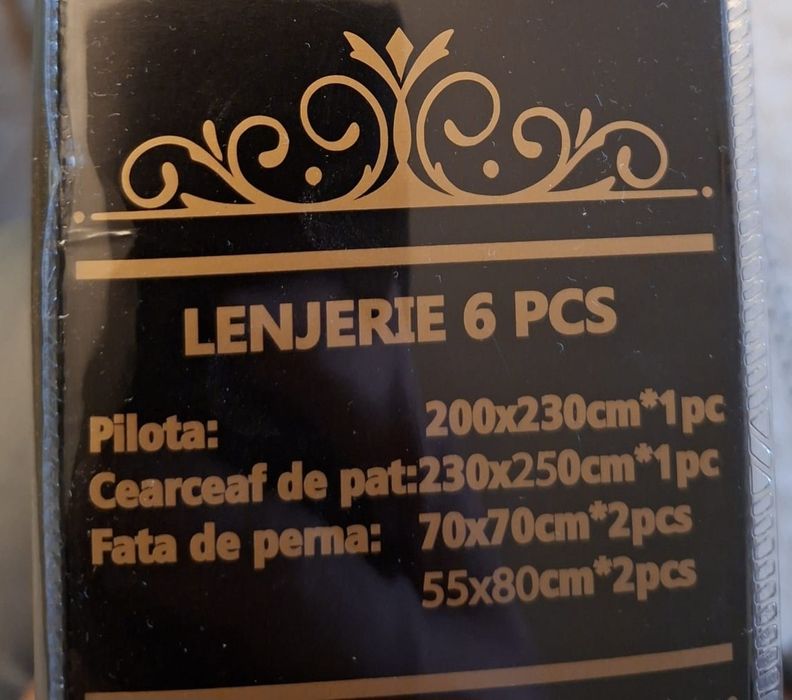 LENJERIE 6 PCS
Pilota: 200x230cm*1pc
Cearceaf de pat:230x250cm*1pc
Fata de perna: 70x70cm*2pcs
55x80cm*2pcs